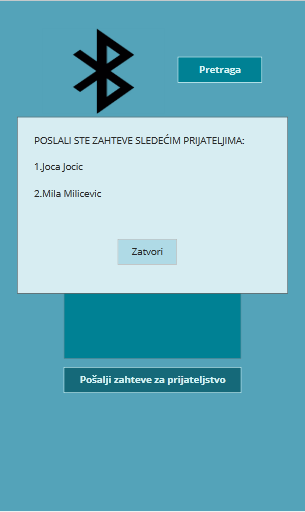 Pretraga
POSLALI STE ZAHTEVE SLEDEĆIM PRIJATELJIMA:
1.Joca Jocic
2.Mila Milicevic
Zatvori
Pošalji zahteve za prijateljstvo